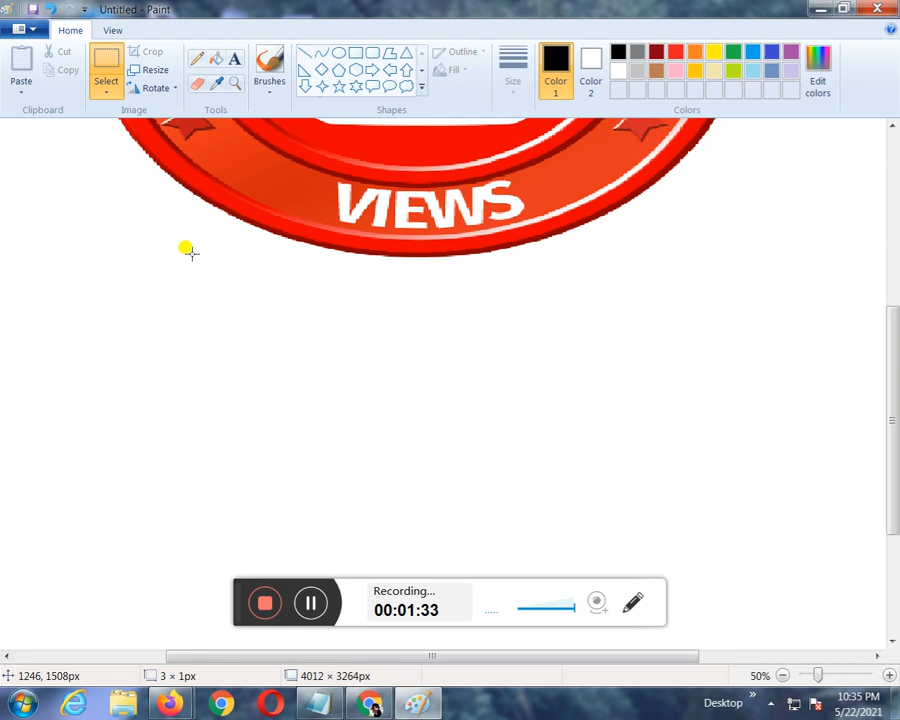 Untitled - Paint
Home
View
Paste
Cut
Copy
Clipboard
Select
Crop
Resize
Rotate
Image
Tools
Brushes
Outline
Fill
Shapes
Size
Color
1
Color
2
Edit
colors
Colors
VIEWS
Recording...
00:01:33
1246, 1508px
3 × 1px
4012 × 3264px
50%
Desktop
10:35 PM
5/22/2021